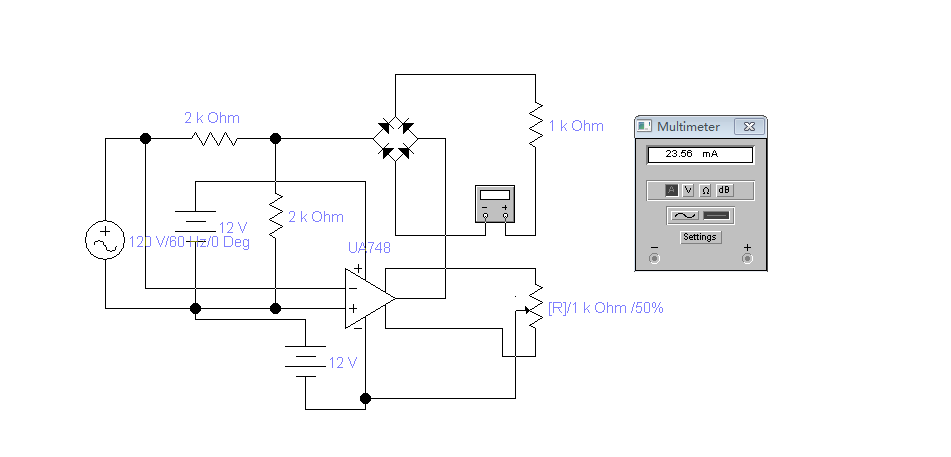 2 k Ohm
1 k Ohm
Multimeter
23.56 mA
A V Ω dB
Settings
2 k Ohm
12 V
120 V/60 Hz/0 Deg
UA748
[R]/1 k Ohm /50%
12 V